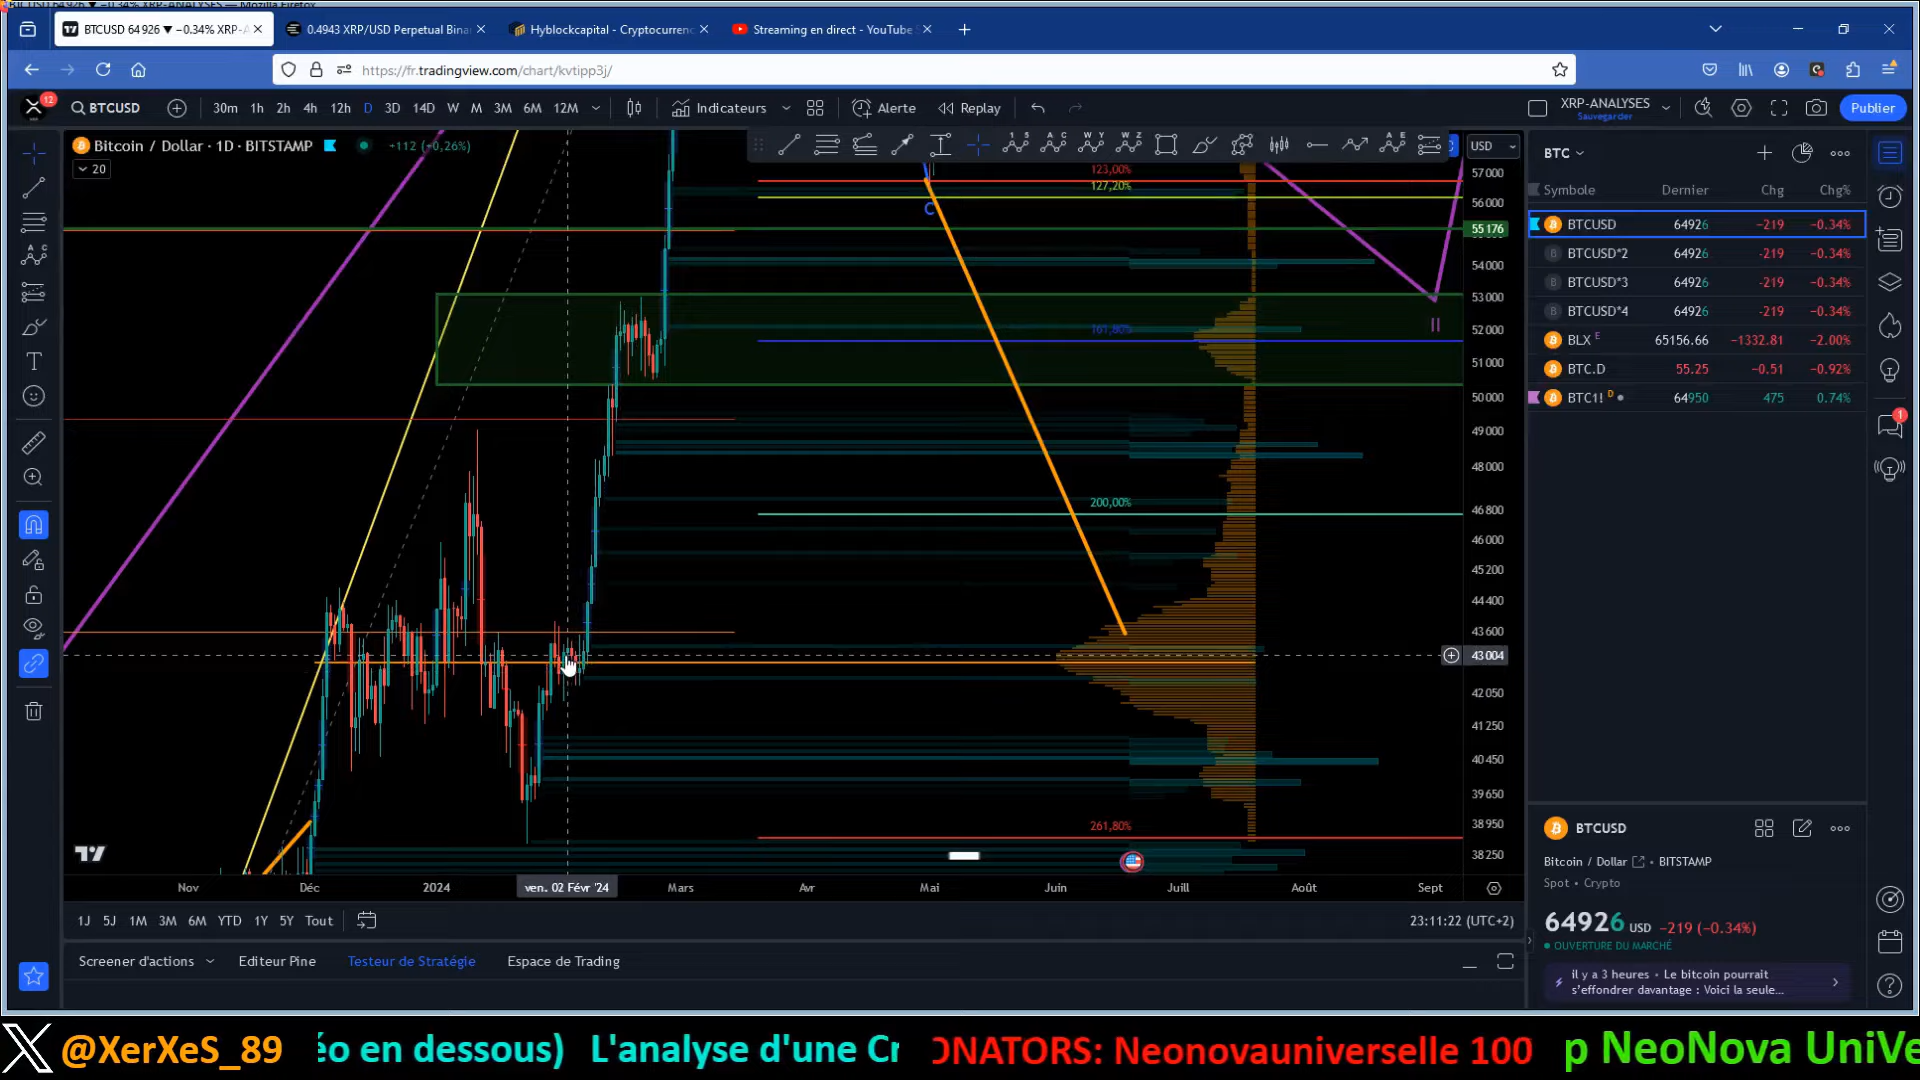 BTCUSD 64 926 ▼ −0.34% XRP-A
0.4943 XRP/USD Perpetual Bina
Hyblockcapital - Cryptocurrenc
Streaming en direct - YouTube S
https://fr.tradingview.com/chart/kvtipp3j/
12
BTCUSD
30m 1h 2h 4h 12h D 3D 14D W M 3M 6M 12M
Indicateurs
Alerte
Replay
XRP-ANALYSES
Sauvegarder
Publier
Bitcoin / Dollar · 1D · BITSTAMP
+112 (+0,26%)
20
USD
BTC
Symbole Dernier Chg Chg%
BTCUSD 64926 −219 −0.34%
BTCUSD*2 64926 -219 −0.34%
BTCUSD*3 64926 -219 −0.34%
BTCUSD*4 64926 -219 −0.34%
BLX E 65156.66 −1332.81 −2.00%
BTC.D 55.25 −0.51 −0.92%
BTC1! D 64950 475 0.74%
123,00%
127,20%
C
161,80%
II
200,00%
261,80%
57 000
56 000
55 176
54 000
53 000
52 000
51 000
50 000
49 000
48 000
46 800
46 000
45 200
44 400
43 600
43 004
42 050
41 250
40 450
39 650
38 950
38 250
Nov Déc 2024 ven. 02 Févr '24 Mars Avr Mai Juin Juill Août Sept
1J 5J 1M 3M 6M YTD 1Y 5Y Tout
23:11:22 (UTC+2)
Screener d'actions
Editeur Pine
Testeur de Stratégie
Espace de Trading
BTCUSD
Bitcoin / Dollar
BITSTAMP
Spot • Crypto
64926 USD −219 (−0.34%)
OUVERTURE DU MARCHÉ
il y a 3 heures • Le bitcoin pourrait
s’effondrer davantage : Voici la seule...
1
@XerXeS_89
éo en dessous) L'analyse d'une Cr
ONATORS: Neonovauniverselle 100
p NeoNova UniVe